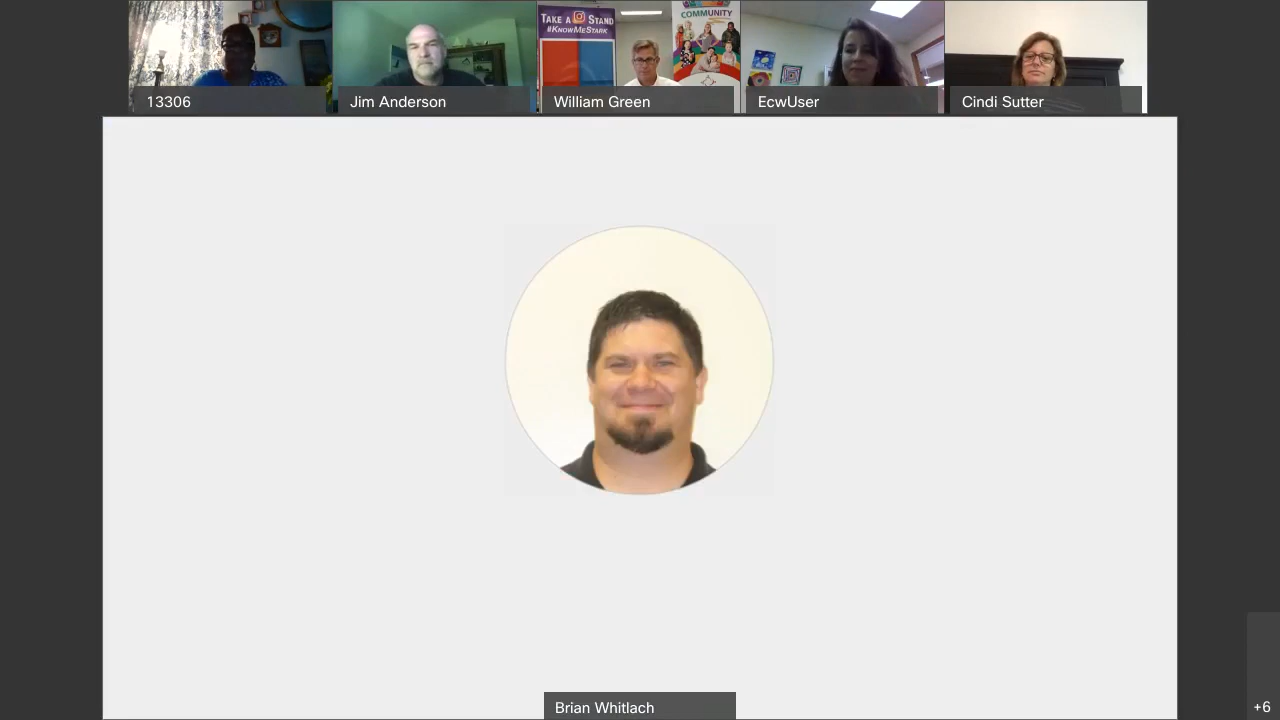 TAKE A STAND
#KNOWMESTARK
COMMUNITY
13306
Jim Anderson
William Green
EcwUser
Cindi Sutter
Brian Whitlach
+6